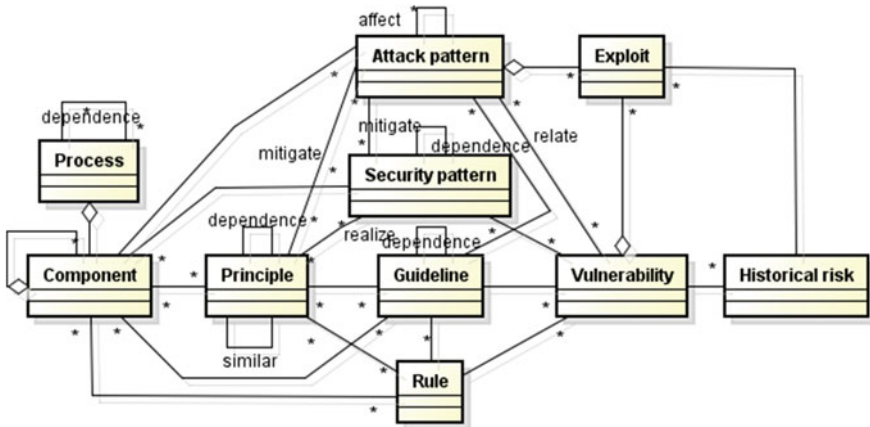 affect
*
Attack pattern
Exploit
*
*
*
dependence
*
*
*
*
*
mitigate
relate
*
dependence
mitigate
Process
*
Security pattern
dependence
*
*
*
*
realize
dependence
*
*
*
*
*
Component
Principle
Guideline
Vulnerability
Historical risk
*
*
*
*
*
*
*
*
*
*
*
*
similar
*
*
Rule
*